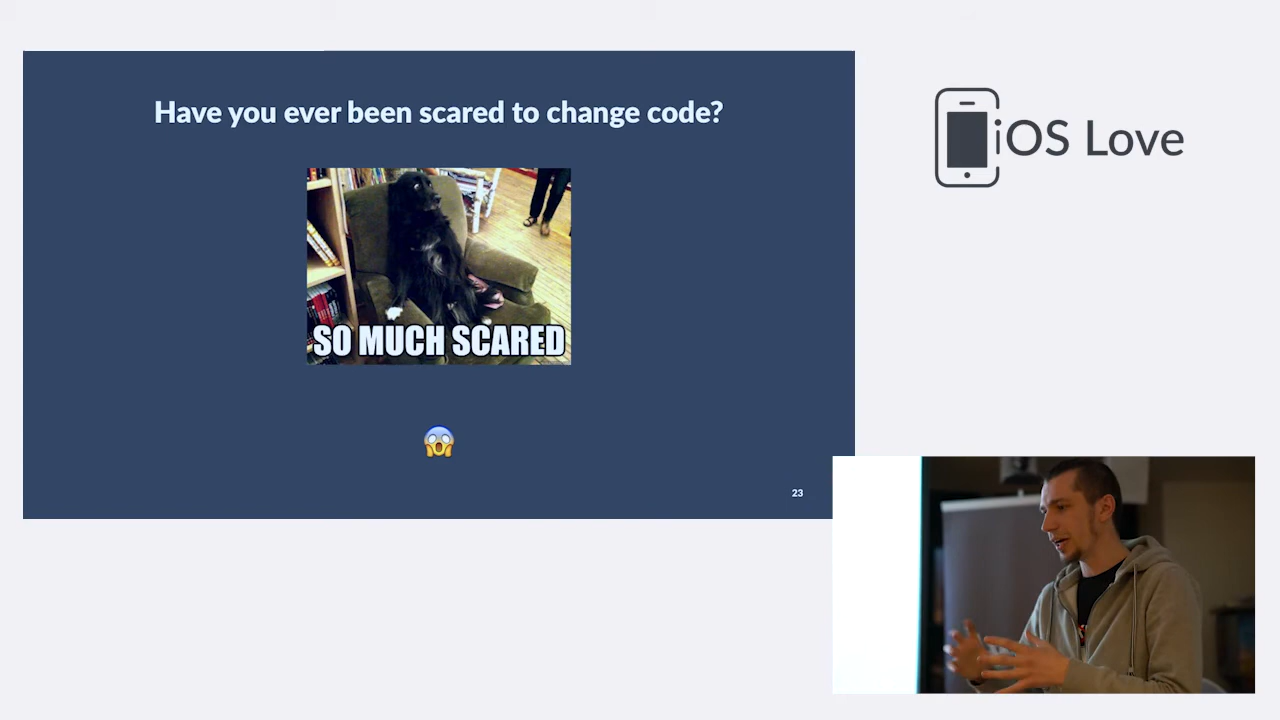 Have you ever been scared to change code?
SO MUCH SCARED
23
iOS Love